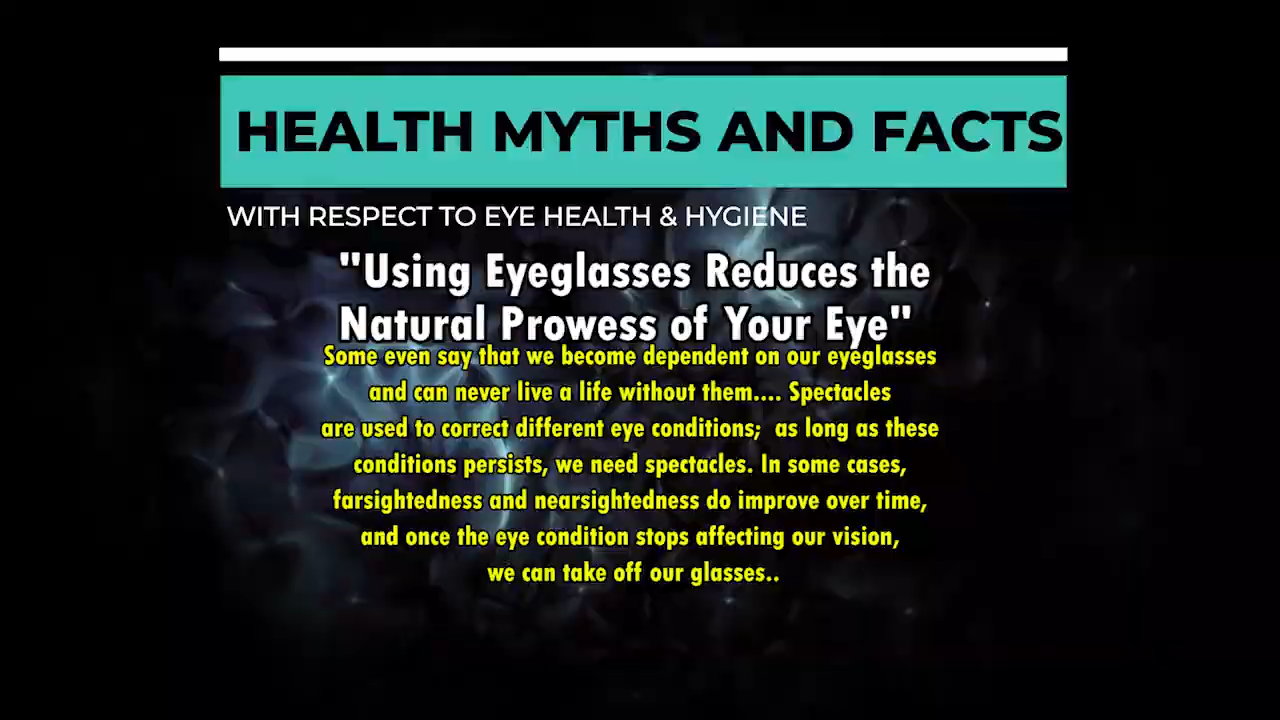 HEALTH MYTHS AND FACTS
WITH RESPECT TO EYE HEALTH & HYGIENE
"Using Eyeglasses Reduces the
Natural Prowess of Your Eye"
Some even say that we become dependent on our eyeglasses
and can never live a life without them.... Spectacles
are used to correct different eye conditions;  as long as these
conditions persists, we need spectacles. In some cases,
farsightedness and nearsightedness do improve over time,
and once the eye condition stops affecting our vision,
we can take off our glasses..